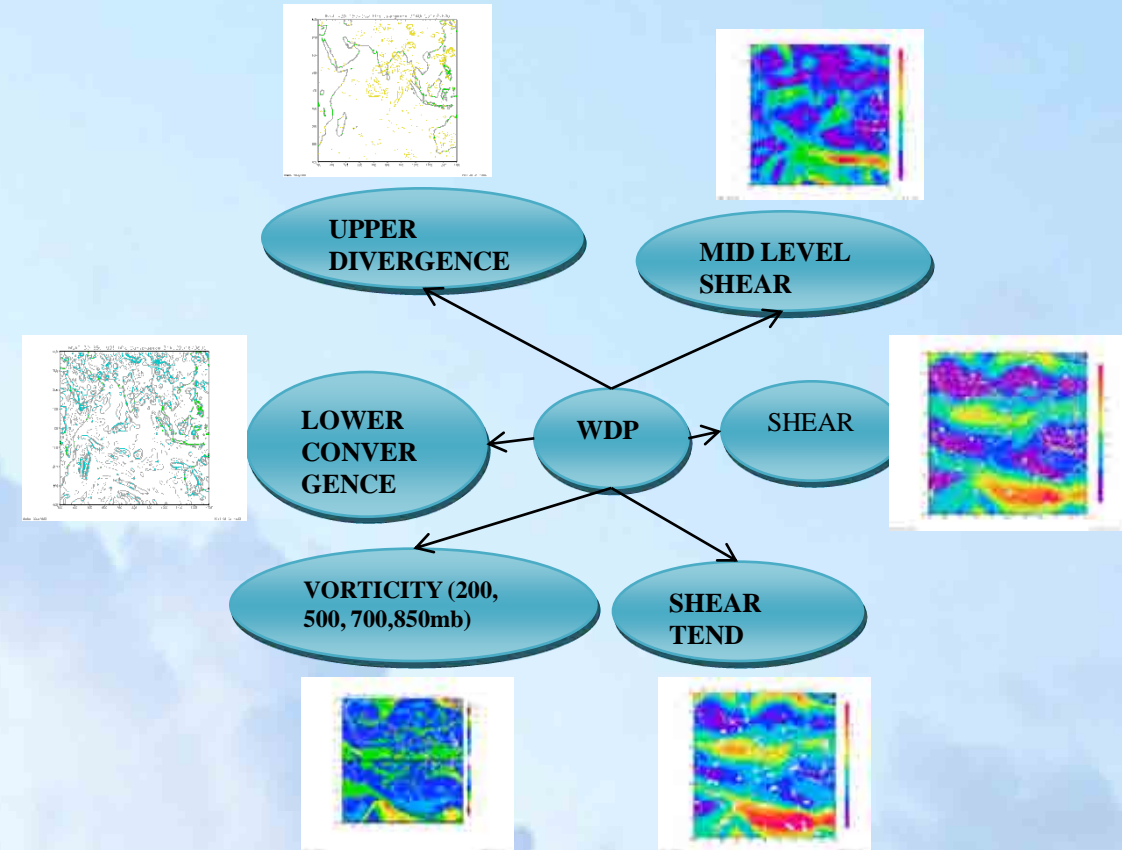 UPPER
DIVERGENCE
MID LEVEL
SHEAR
LOWER
CONVER
GENCE
WDP
SHEAR
VORTICITY (200,
500, 700,850mb)
SHEAR
TEND